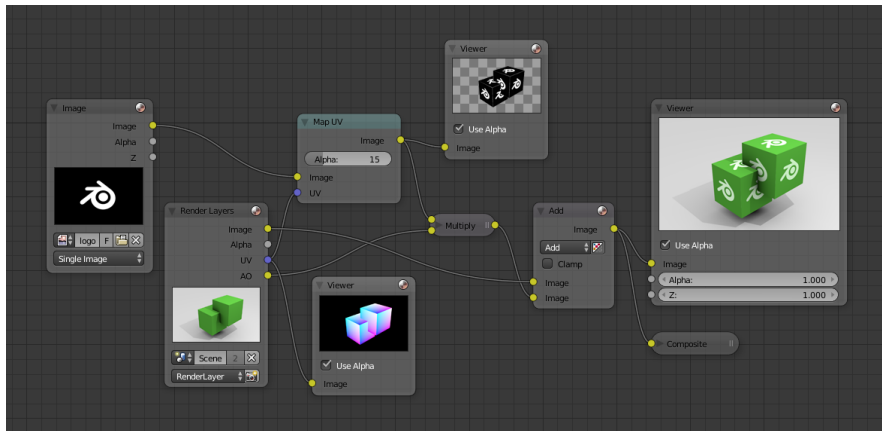 Image
Image
Alpha
Z
logo
F
Single Image
Render Layers
Image
Alpha
UV
AO
Scene
2
RenderLayer
Map UV
Image
Alpha: 15
Image
UV
Viewer
Use Alpha
Image
Viewer
Use Alpha
Image
Multiply
Add
Image
Add
Clamp
Image
Image
Viewer
Use Alpha
Image
Alpha: 1.000
Z: 1.000
Composite